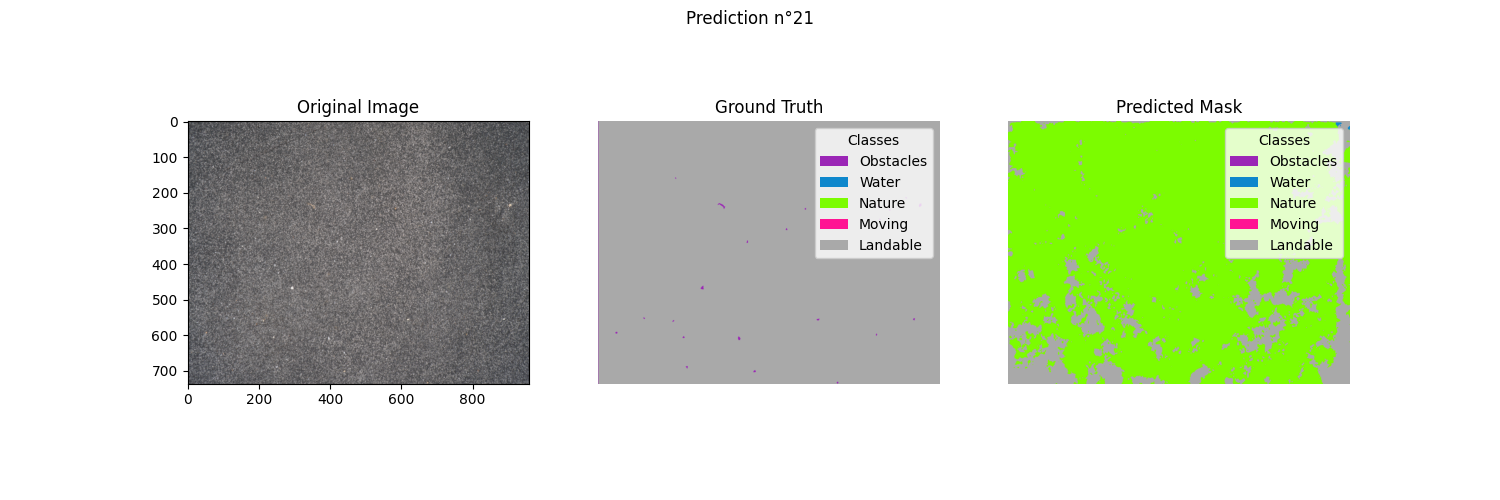 Prediction n°21
Original Image
0
100
200
300
400
500
600
700
0 200 400 600 800
Ground Truth
Classes
Obstacles
Water
Nature
Moving
Landable
Predicted Mask
Classes
Obstacles
Water
Nature
Moving
Landable